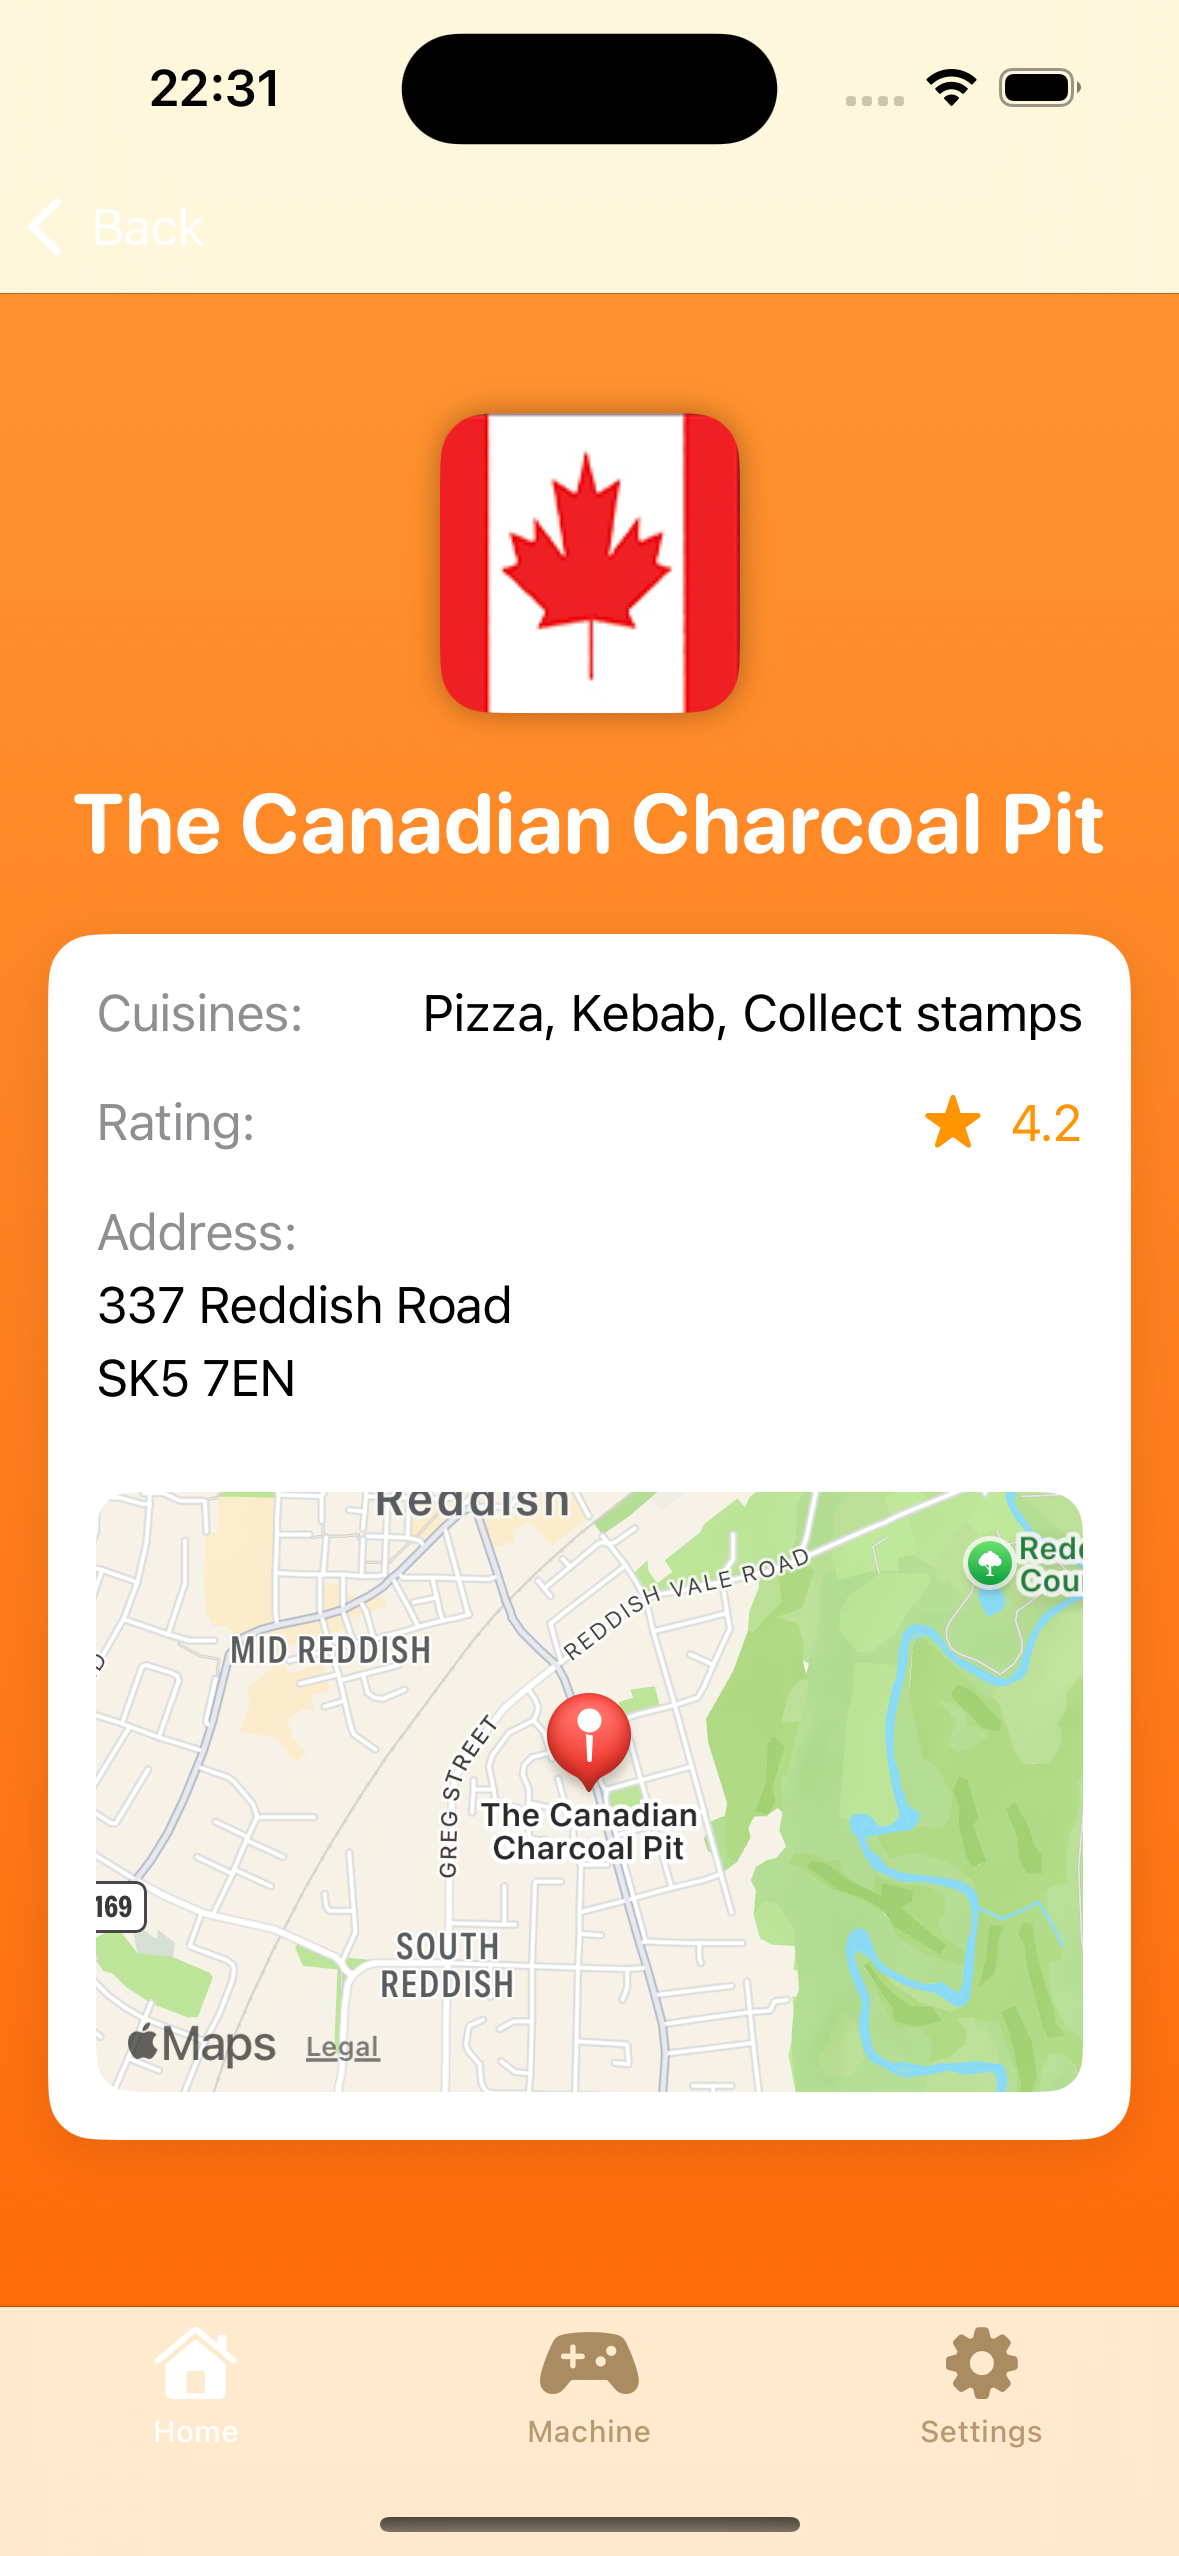 22:31
Back
The Canadian Charcoal Pit
Cuisines: Pizza, Kebab, Collect stamps
Rating: 4.2
Address:
337 Reddish Road
SK5 7EN
Reddish
REDDISH VALE ROAD
MID REDDISH
GREG STREET
The Canadian
Charcoal Pit
169
SOUTH
REDDISH
Maps Legal
Home Machine Settings